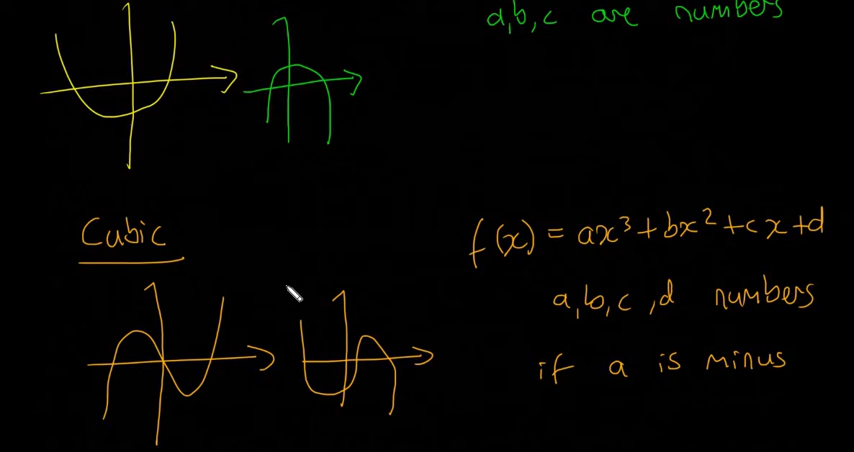 a,b,c are numbers
Cubic
f(x) = ax³+bx²+cx+d
a,b,c,d numbers
if a is minus